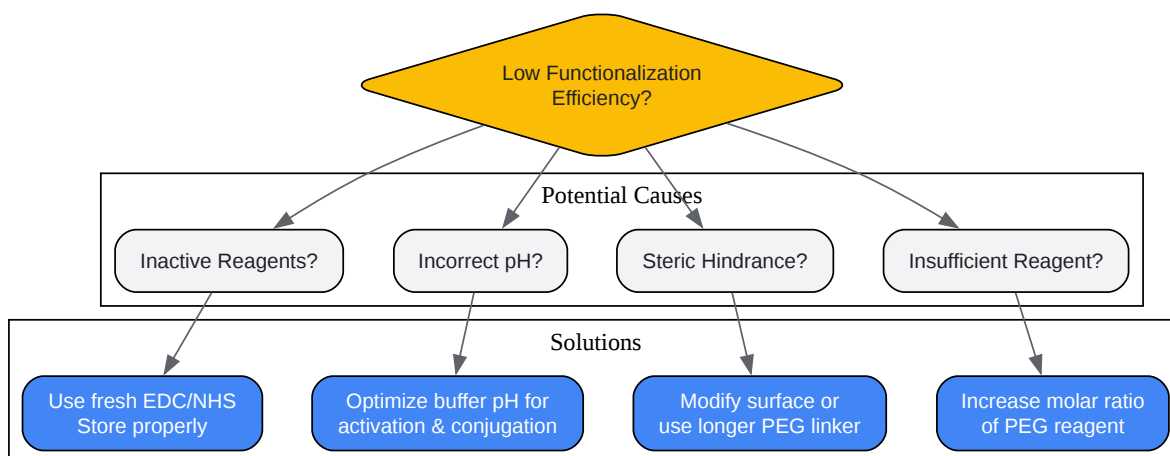 Low Functionalization
Efficiency?
Potential Causes
Inactive Reagents?
Incorrect pH?
Steric Hindrance?
Insufficient Reagent?
Solutions
Use fresh EDC/NHS
Store properly
Optimize buffer pH for
activation & conjugation
Modify surface or
use longer PEG linker
Increase molar ratio
of PEG reagent